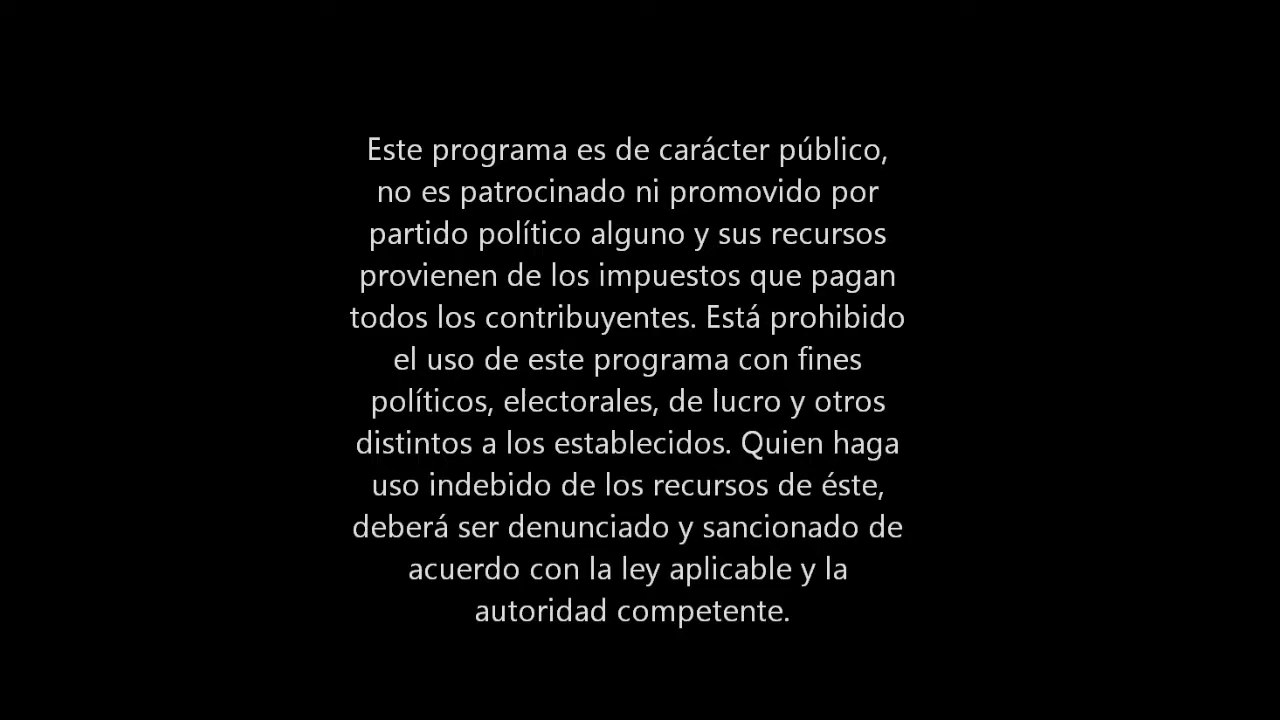 Este programa es de carácter público,
no es patrocinado ni promovido por
partido político alguno y sus recursos
provienen de los impuestos que pagan
todos los contribuyentes. Está prohibido
el uso de este programa con fines
políticos, electorales, de lucro y otros
distintos a los establecidos. Quien haga
uso indebido de los recursos de éste,
deberá ser denunciado y sancionado de
acuerdo con la ley aplicable y la
autoridad competente.